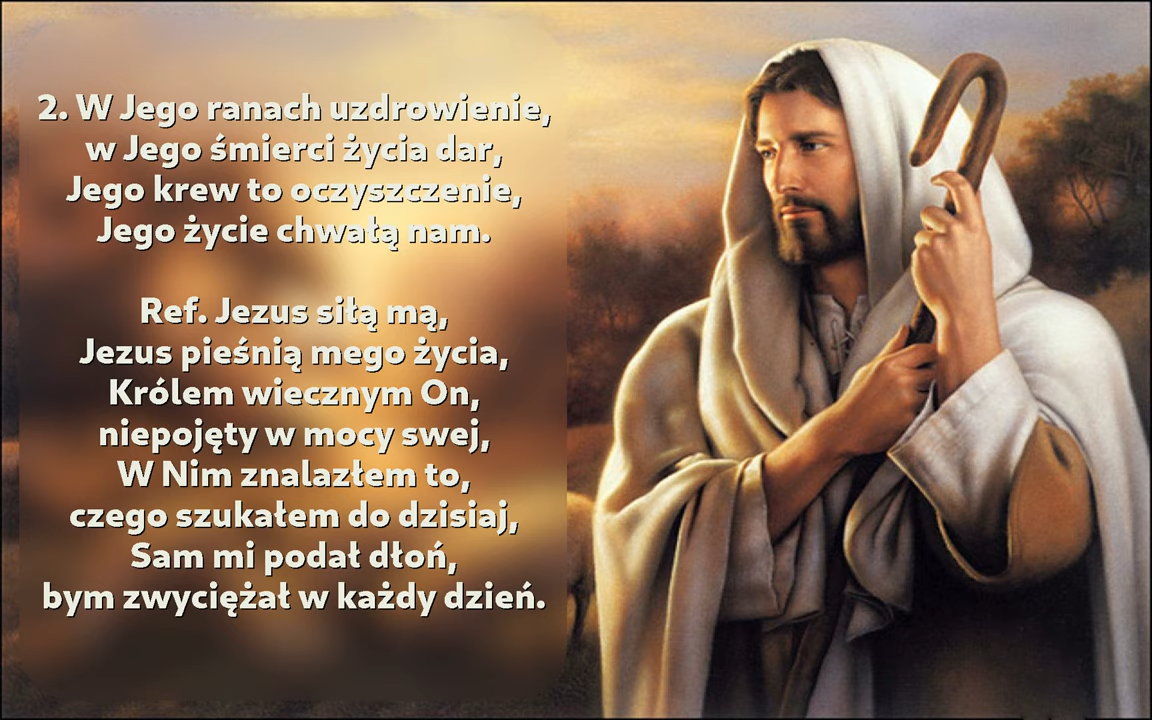 2. W Jego ranach uzdrowienie,
w Jego śmierci życia dar,
Jego krew to oczyszczenie,
Jego życie chwałą nam.
Ref. Jezus siłą mą,
Jezus pieśnią mego życia,
Królem wiecznym On,
niepojęty w mocy swej,
W Nim znalazłem to,
czego szukałem do dzisiaj,
Sam mi podał dłoń,
bym zwyciężał w każdy dzień.